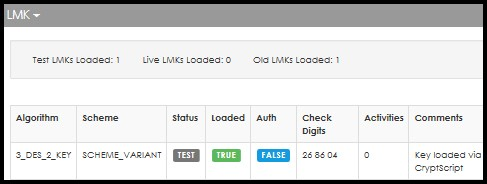 LMK
Test LMKs Loaded: 1 Live LMKs Loaded: 0 Old LMKs Loaded: 1
Algorithm Scheme Status Loaded Auth Check Digits Activities Comments
3_DES_2_KEY SCHEME_VARIANT TEST TRUE FALSE 26 86 04 0 Key loaded via CryptScript